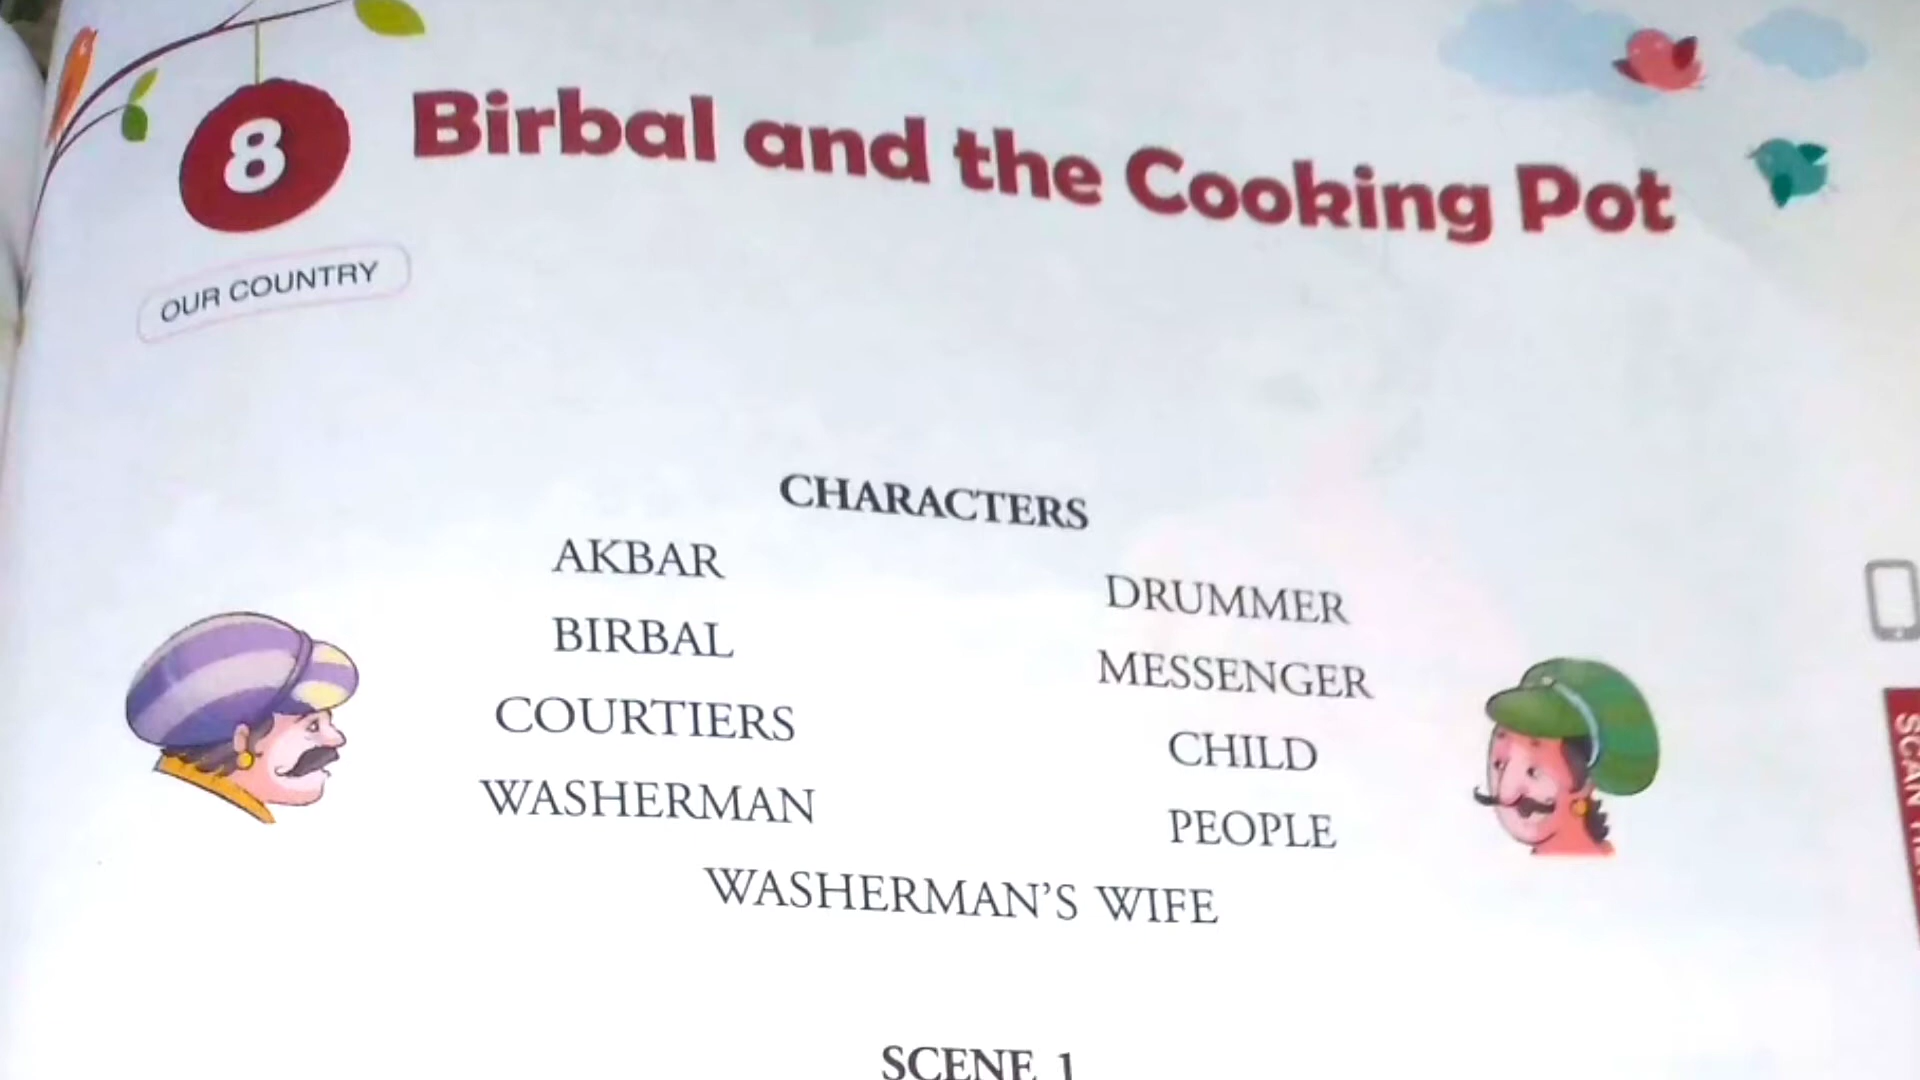 8
Birbal and the Cooking Pot
OUR COUNTRY
CHARACTERS
AKBAR
BIRBAL
COURTIERS
WASHERMAN
DRUMMER
MESSENGER
CHILD
PEOPLE
WASHERMAN'S WIFE
SCENE 1
SCAN